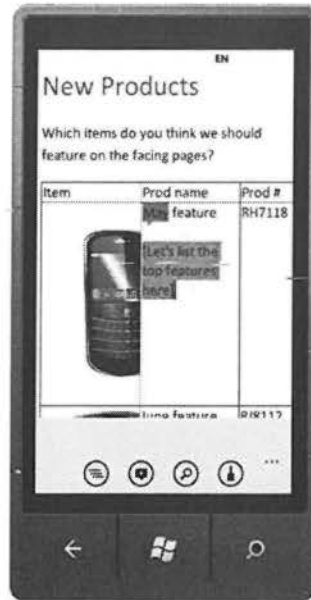 EN
New Products
Which items do you think we should
feature on the facing pages?
Item Prod name Prod #
May feature RH7118
[Let's list the
top features
here]
June feature RJ8112
...